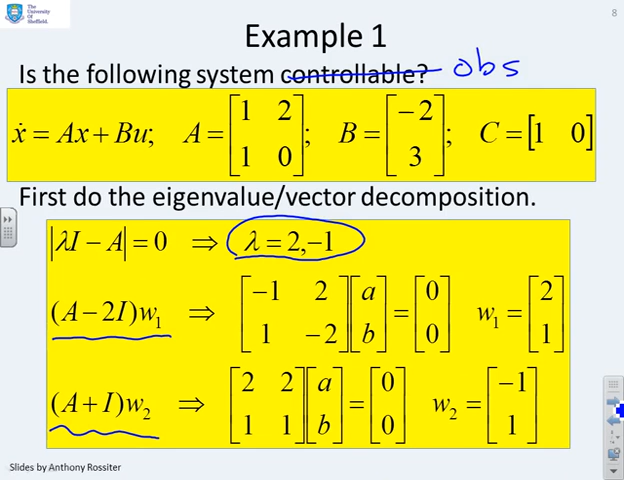 The University Of Sheffield.
8
Example 1
Is the following system controllable? obs
ẋ = Ax + Bu; A = [1 2; 1 0]; B = [-2; 3]; C = [1 0]
First do the eigenvalue/vector decomposition.
|λI − A| = 0 ⇒ λ = 2,−1
(A − 2I)w₁ ⇒ [−1 2; 1 −2][a; b] = [0; 0] w₁ = [2; 1]
(A + I)w₂ ⇒ [2 2; 1 1][a; b] = [0; 0] w₂ = [−1; 1]
Slides by Anthony Rossiter